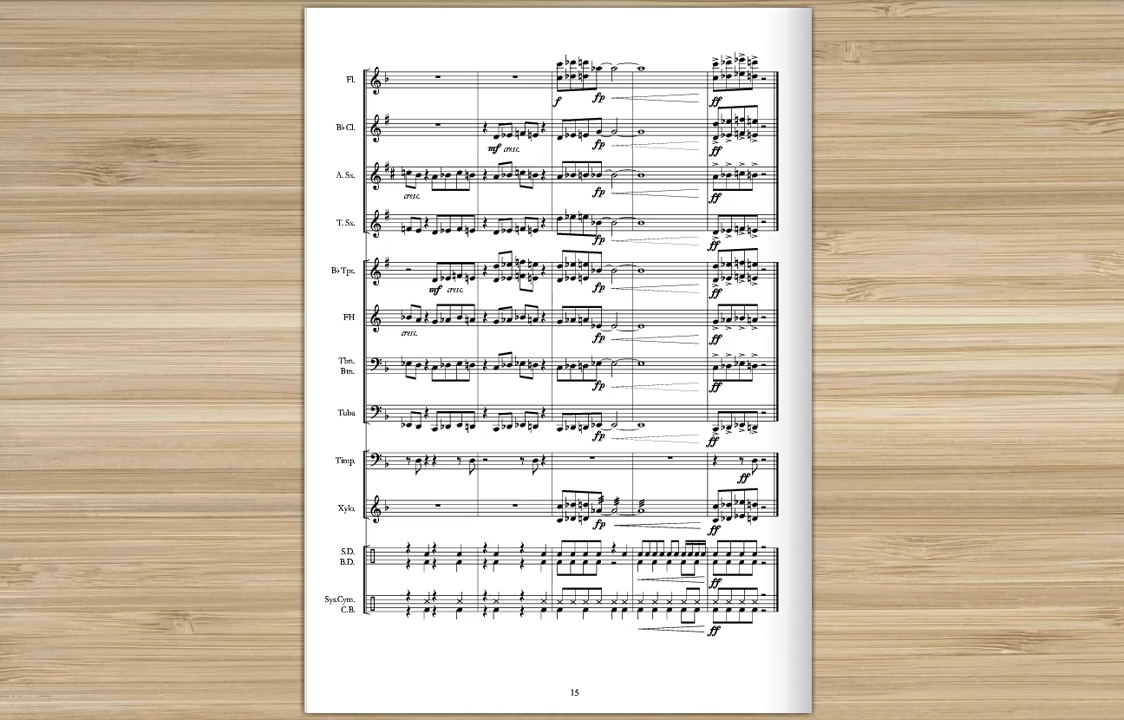 Fl.
f
fp
ff
B♭ Cl.
mf cresc.
fp
ff
A. Sx.
cresc.
fp
ff
T. Sx.
fp
ff
B♭ Tpt.
mf cresc.
fp
ff
FH
cresc.
fp
ff
Tbn.
Btn.
fp
ff
Tuba
fp
ff
Timp.
ff
Xylo.
fp
ff
S.D.
B.D.
ff
Sys.Cym.
C.B.
ff
15